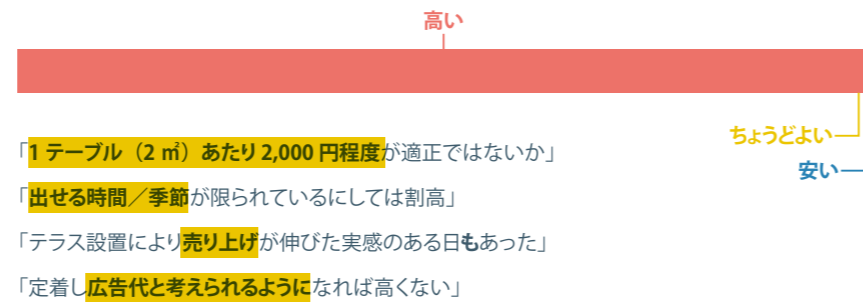 高い
ちょうどよい
安い
「1 テーブル（2 ㎡）あたり 2,000 円程度が適正ではないか」
「出せる時間／季節が限られているにしては割高」
「テラス設置により売り上げが伸びた実感のある日もあった」
「定着し広告代と考えられるようになれば高くない」